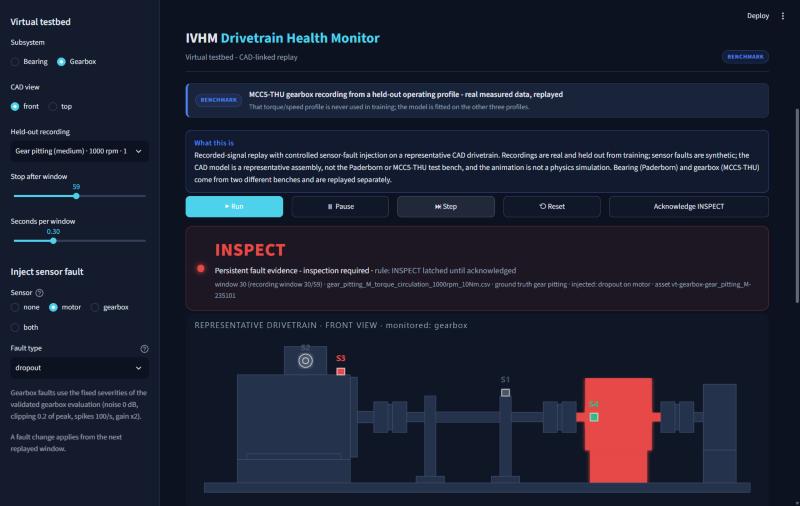 Deploy
Virtual testbed
Subsystem
Bearing
Gearbox
CAD view
front
top
Held-out recording
Gear pitting (medium) · 1000 rpm · 1
Stop after window
59
Seconds per window
0.30
Inject sensor fault
Sensor
none
motor
gearbox
both
Fault type
dropout
Gearbox faults use the fixed severities of the
validated gearbox evaluation (noise 0 dB,
clipping 0.2 of peak, spikes 100/s, gain x2).
A fault change applies from the next
replayed window.
IVHM Drivetrain Health Monitor
Virtual testbed · CAD-linked replay
BENCHMARK
BENCHMARK
MCC5-THU gearbox recording from a held-out operating profile - real measured data, replayed
That torque/speed profile is never used in training; the model is fitted on the other three profiles.
What this is
Recorded-signal replay with controlled sensor-fault injection on a representative CAD drivetrain. Recordings are real and held out from training; sensor faults are synthetic; the
CAD model is a representative assembly, not the Paderborn or MCC5-THU test bench, and the animation is not a physics simulation. Bearing (Paderborn) and gearbox (MCC5-THU)
come from two different benches and are replayed separately.
Run
Pause
Step
Reset
Acknowledge INSPECT
INSPECT
Persistent fault evidence - inspection required · rule: INSPECT latched until acknowledged
window 30 (recording window 30/59) · gear_pitting_M_torque_circulation_1000rpm_10Nm.csv · ground truth gear pitting · injected: dropout on motor · asset vt-gearbox-gear_pitting_M-
235101
REPRESENTATIVE DRIVETRAIN · FRONT VIEW · monitored: gearbox
S2
S3
S1
S4